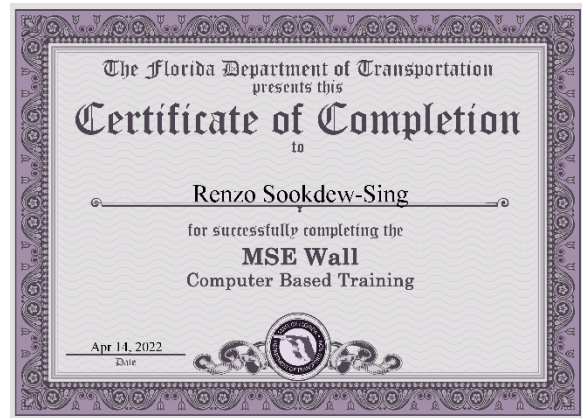 The Florida Department of Transportation
presents this
Certificate of Completion
to
Renzo Sookdew-Sing
for successfully completing the
MSE Wall
Computer Based Training
Apr 14, 2022
Date